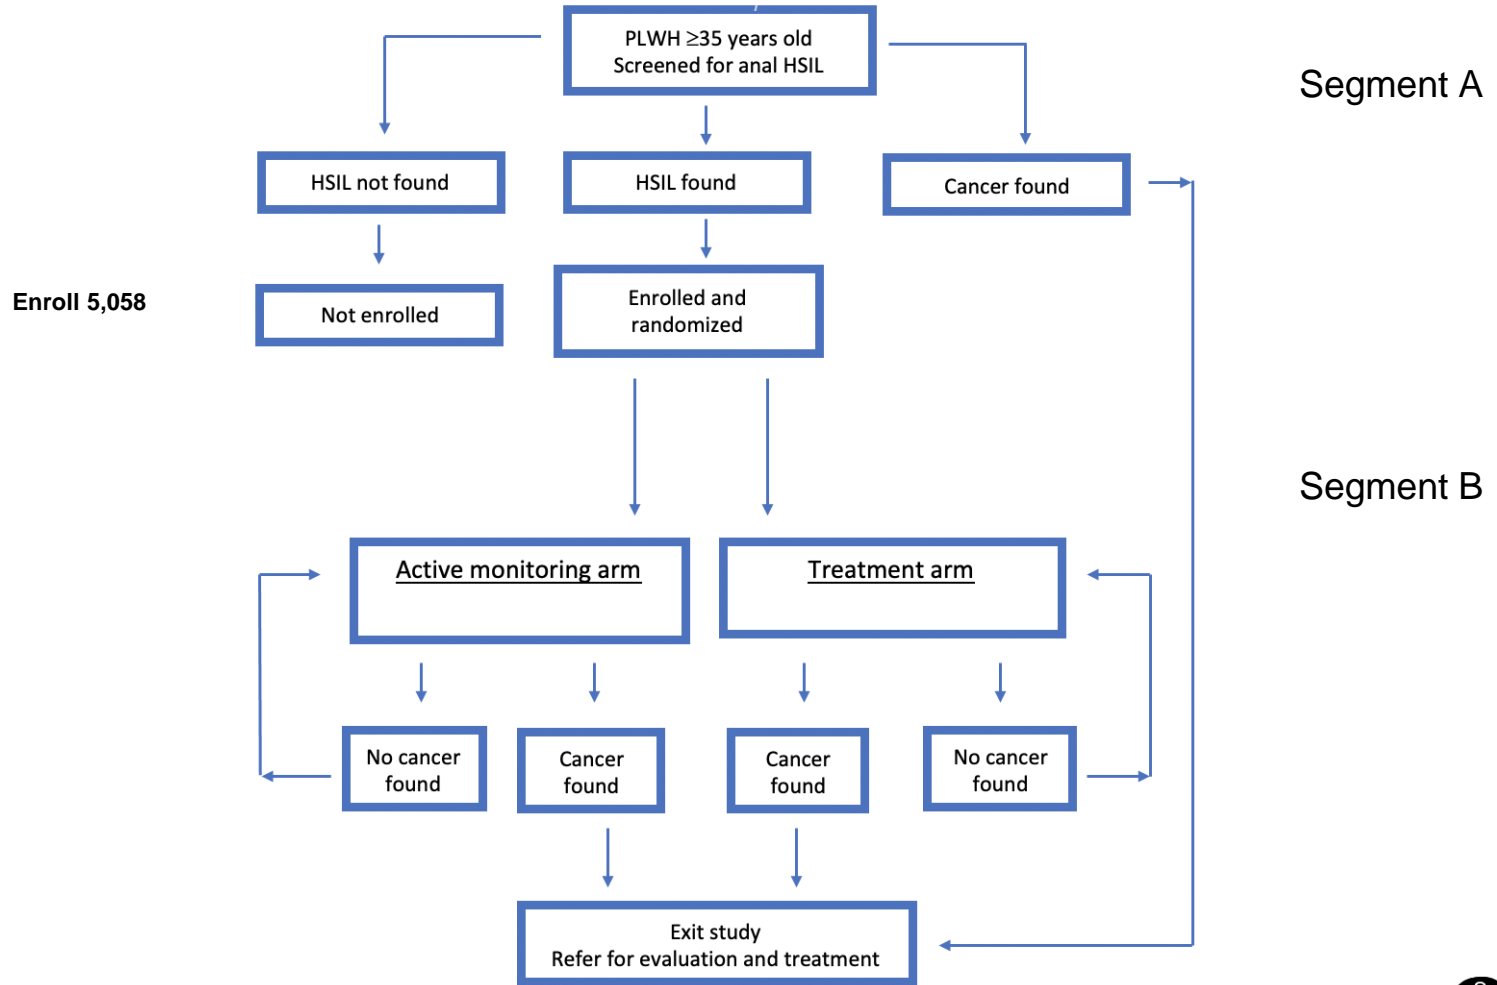 PLWH ≥35 years old
Screened for anal HSIL
Segment A
HSIL not found
HSIL found
Cancer found
Enroll 5,058
Not enrolled
Enrolled and
randomized
Segment B
Active monitoring arm
Treatment arm
No cancer
found
Cancer
found
Cancer
found
No cancer
found
Exit study
Refer for evaluation and treatment